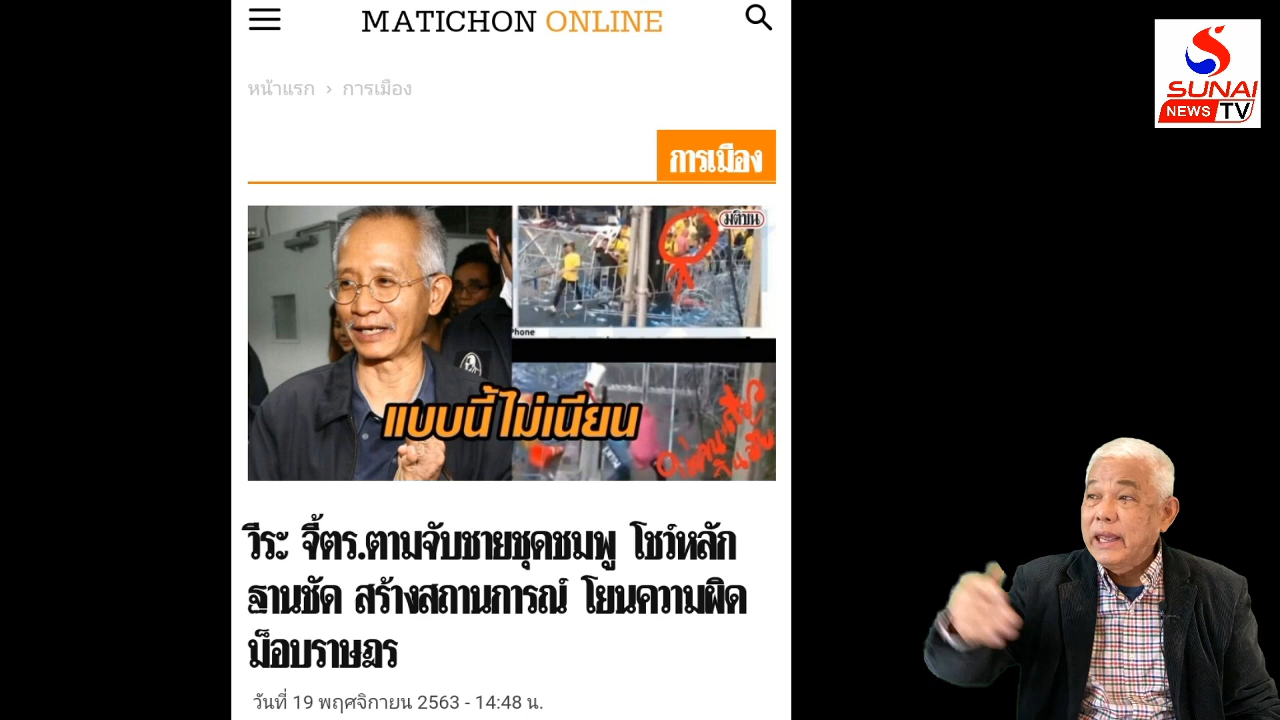 MATICHON ONLINE
SUNAI
NEWS TV
หน้าแรก › การเมือง
การเมือง
มติชน
Phone
แบบนี้ ไม่เนียน
วีระ จี้ตร.ตามจับชายชุดชมพู โชว์หลัก
ฐานชัด สร้างสถานการณ์ โยนความผิด
ม็อบราษฎร
วันที่ 19 พฤศจิกายน 2563 - 14:48 น.